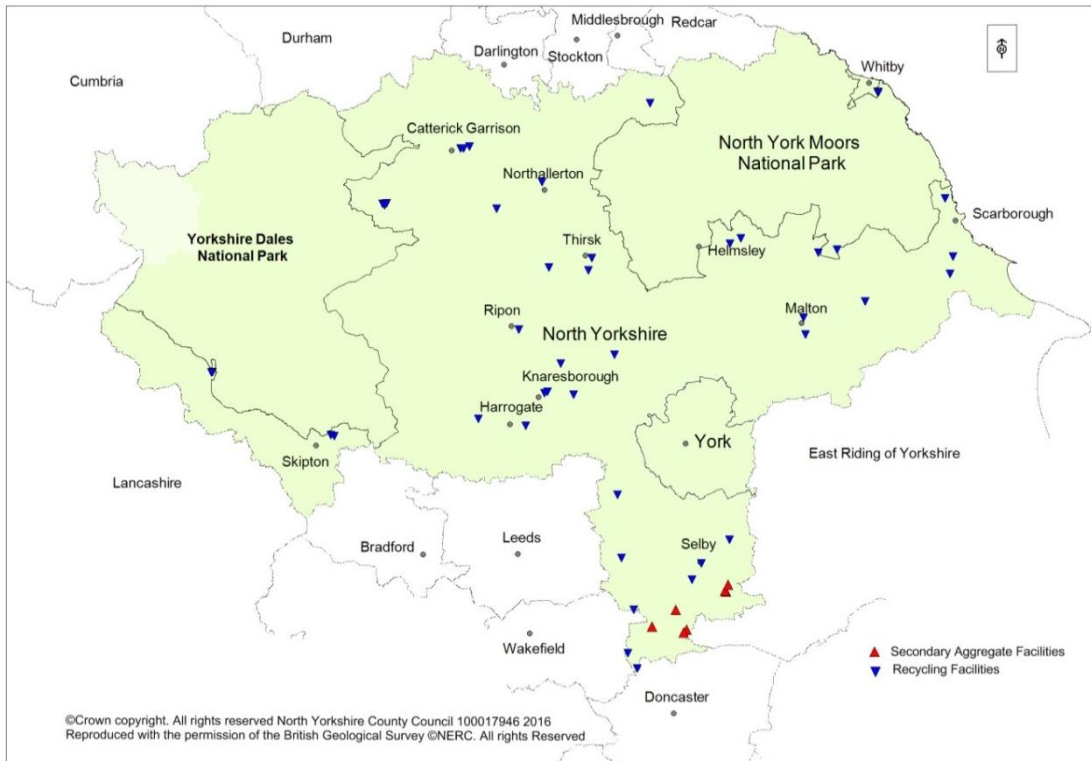 Durham
Middlesbrough
Redcar
Darlington
Stockton
Cumbria
Whitby
N
Catterick Garrison
North York Moors
National Park
Northallerton
Scarborough
Yorkshire Dales
National Park
Thirsk
Helmsley
Ripon
North Yorkshire
Malton
Knaresborough
Harrogate
York
Skipton
East Riding of Yorkshire
Lancashire
Bradford
Leeds
Selby
Wakefield
Secondary Aggregate Facilities
Recycling Facilities
Doncaster
©Crown copyright. All rights reserved North Yorkshire County Council 100017946 2016
Reproduced with the permission of the British Geological Survey ©NERC. All rights Reserved